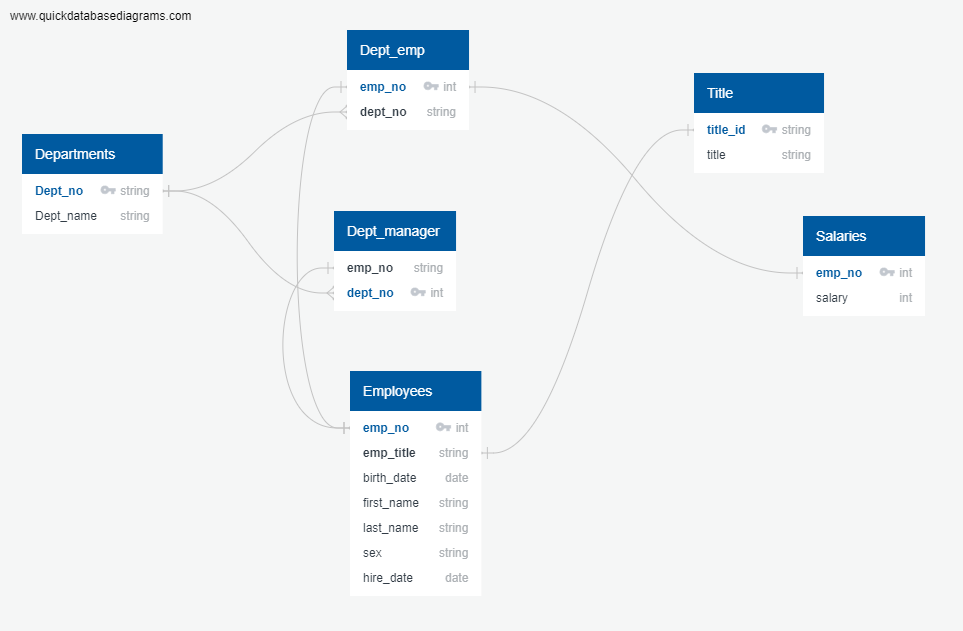 www.quickdatabasediagrams.com
Dept_emp
emp_no int
dept_no string
Title
title_id string
title string
Departments
Dept_no string
Dept_name string
Dept_manager
emp_no string
dept_no int
Salaries
emp_no int
salary int
Employees
emp_no int
emp_title string
birth_date date
first_name string
last_name string
sex string
hire_date date